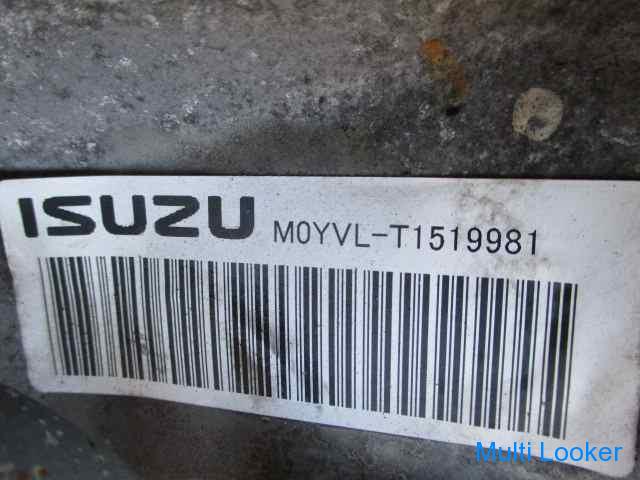 ISUZU M0YVL-T1519981
Multi Looker